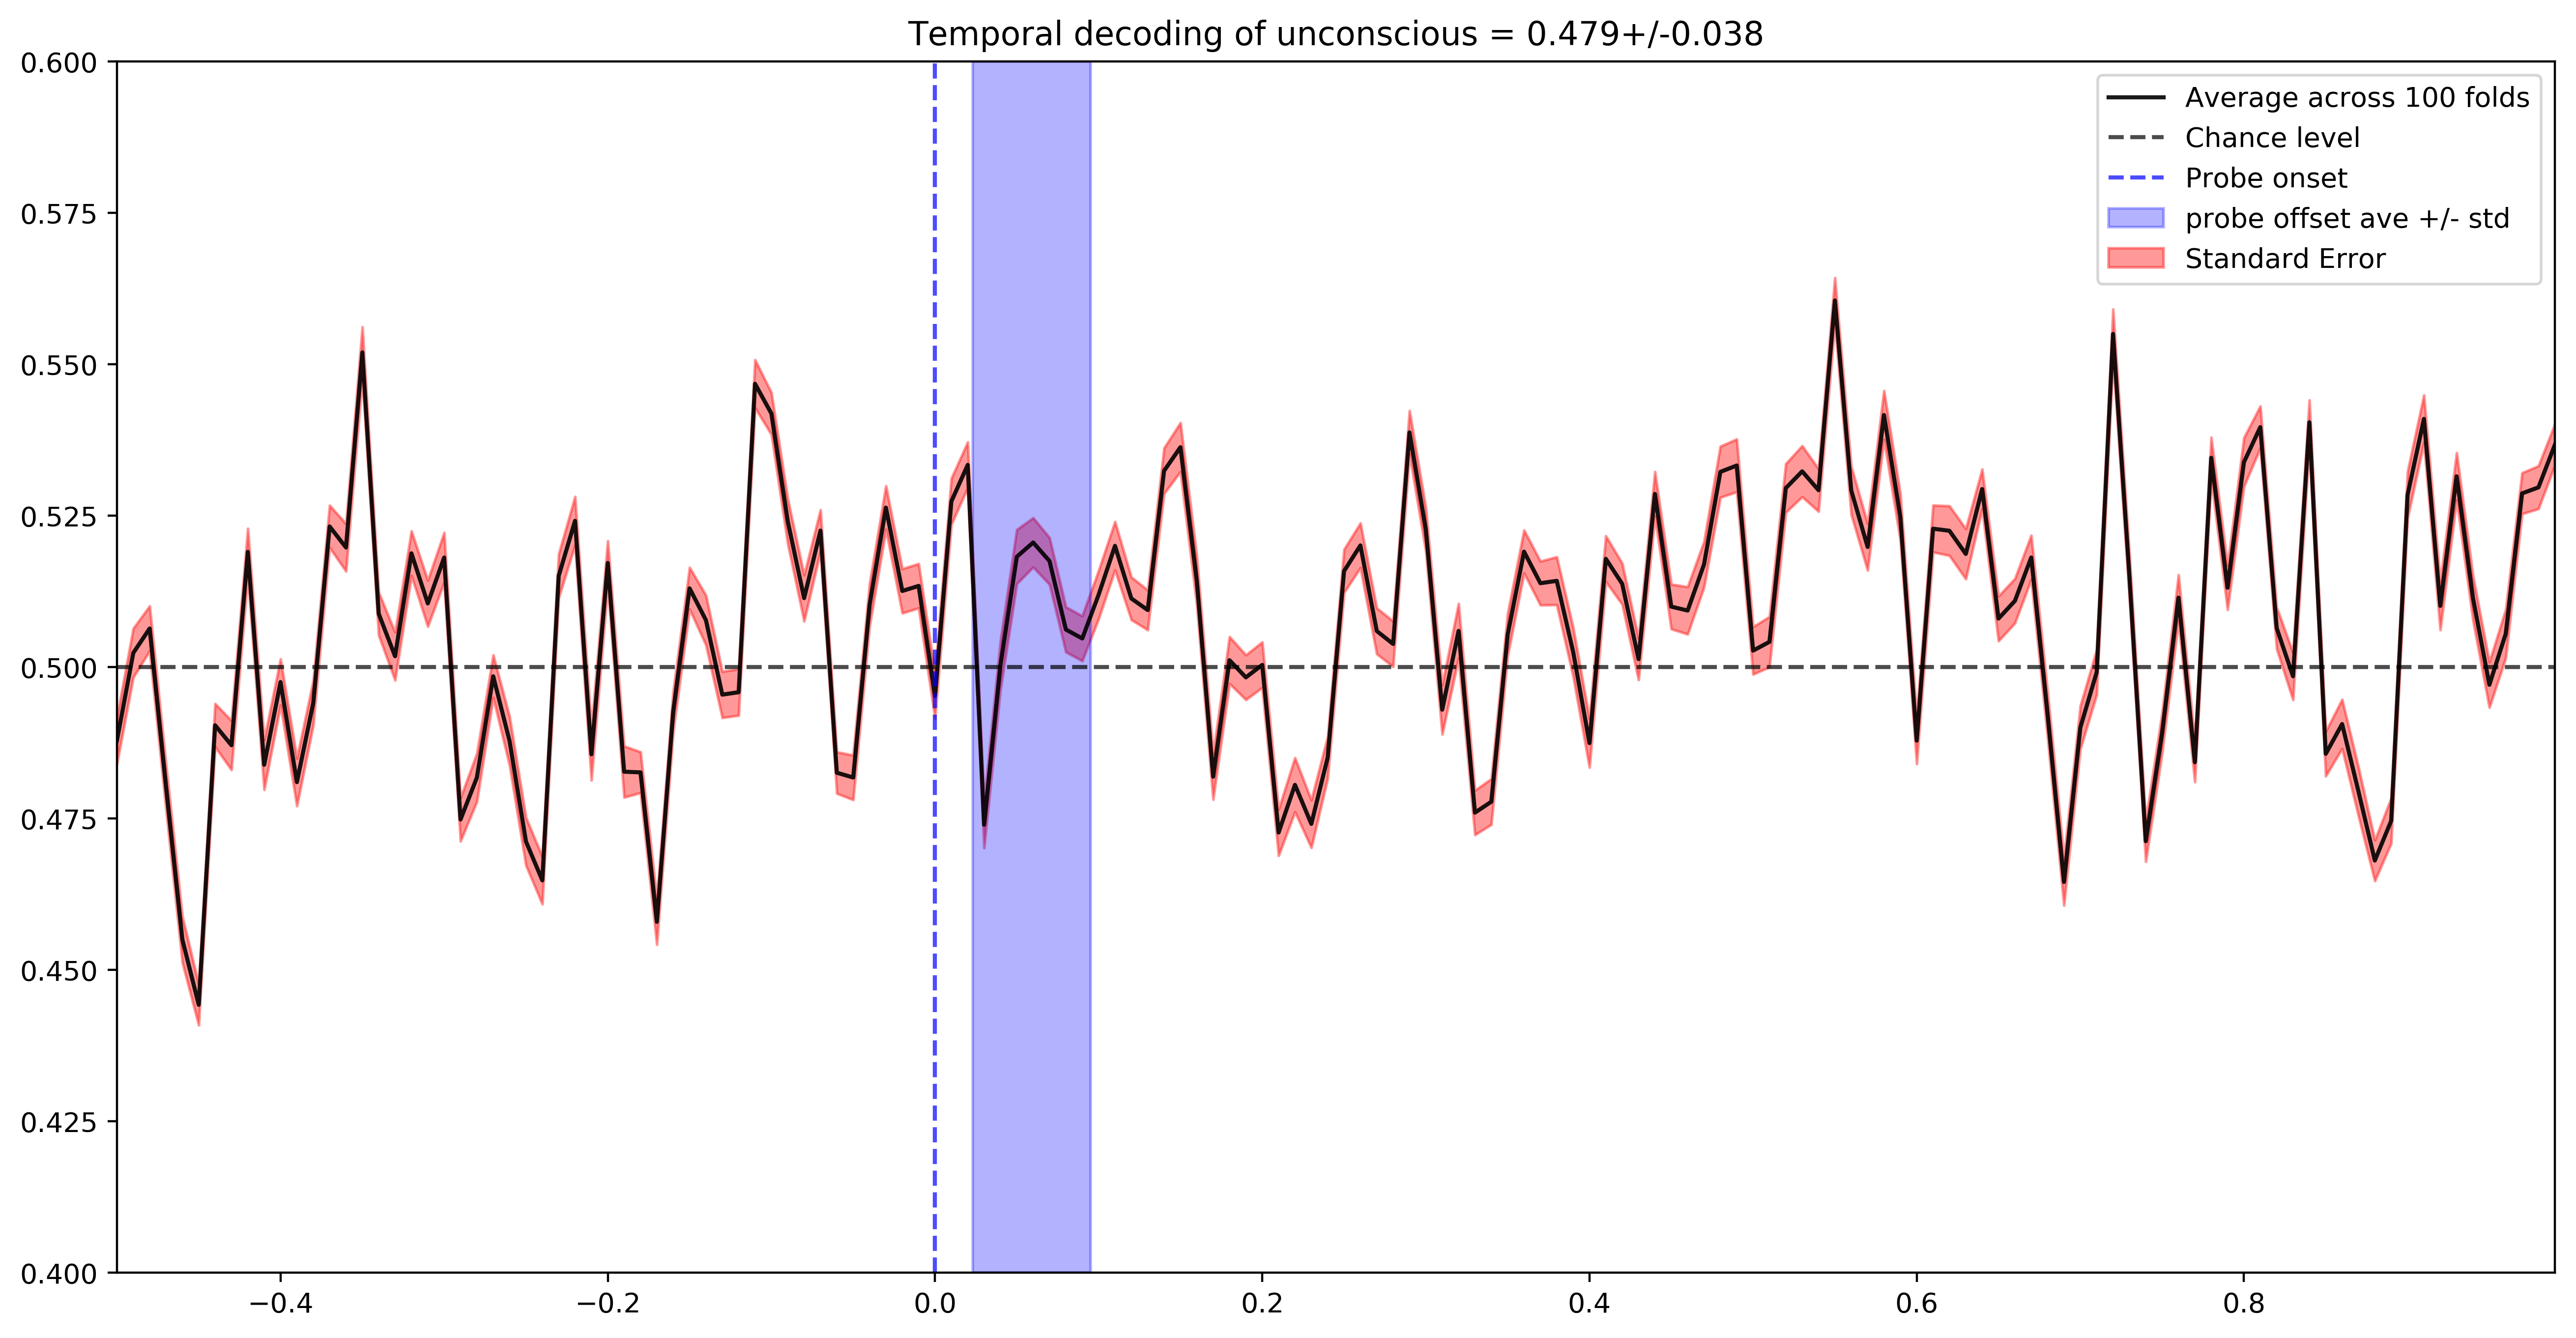 Temporal decoding of unconscious = 0.479+/-0.038
0.600
0.575
0.550
0.525
0.500
0.475
0.450
0.425
0.400
Average across 100 folds
Chance level
Probe onset
probe offset ave +/- std
Standard Error
−0.4
−0.2
0.0
0.2
0.4
0.6
0.8